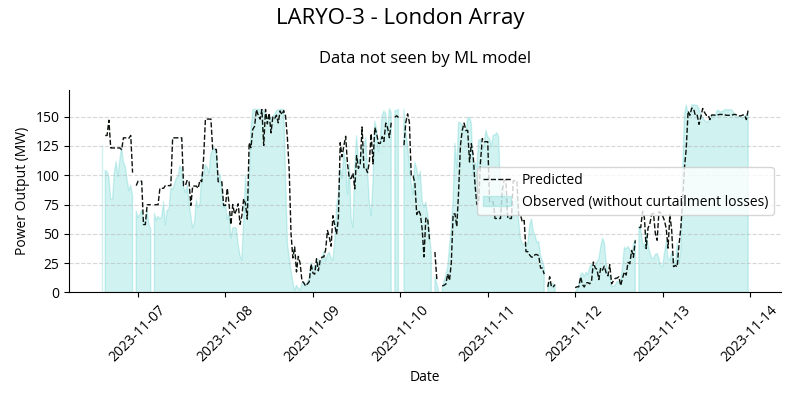 LARYO-3 - London Array
Data not seen by ML model
Power Output (MW)
150
125
100
75
50
25
0
Predicted
Observed (without curtailment losses)
2023-11-07
2023-11-08
2023-11-09
2023-11-10
2023-11-11
2023-11-12
2023-11-13
2023-11-14
Date